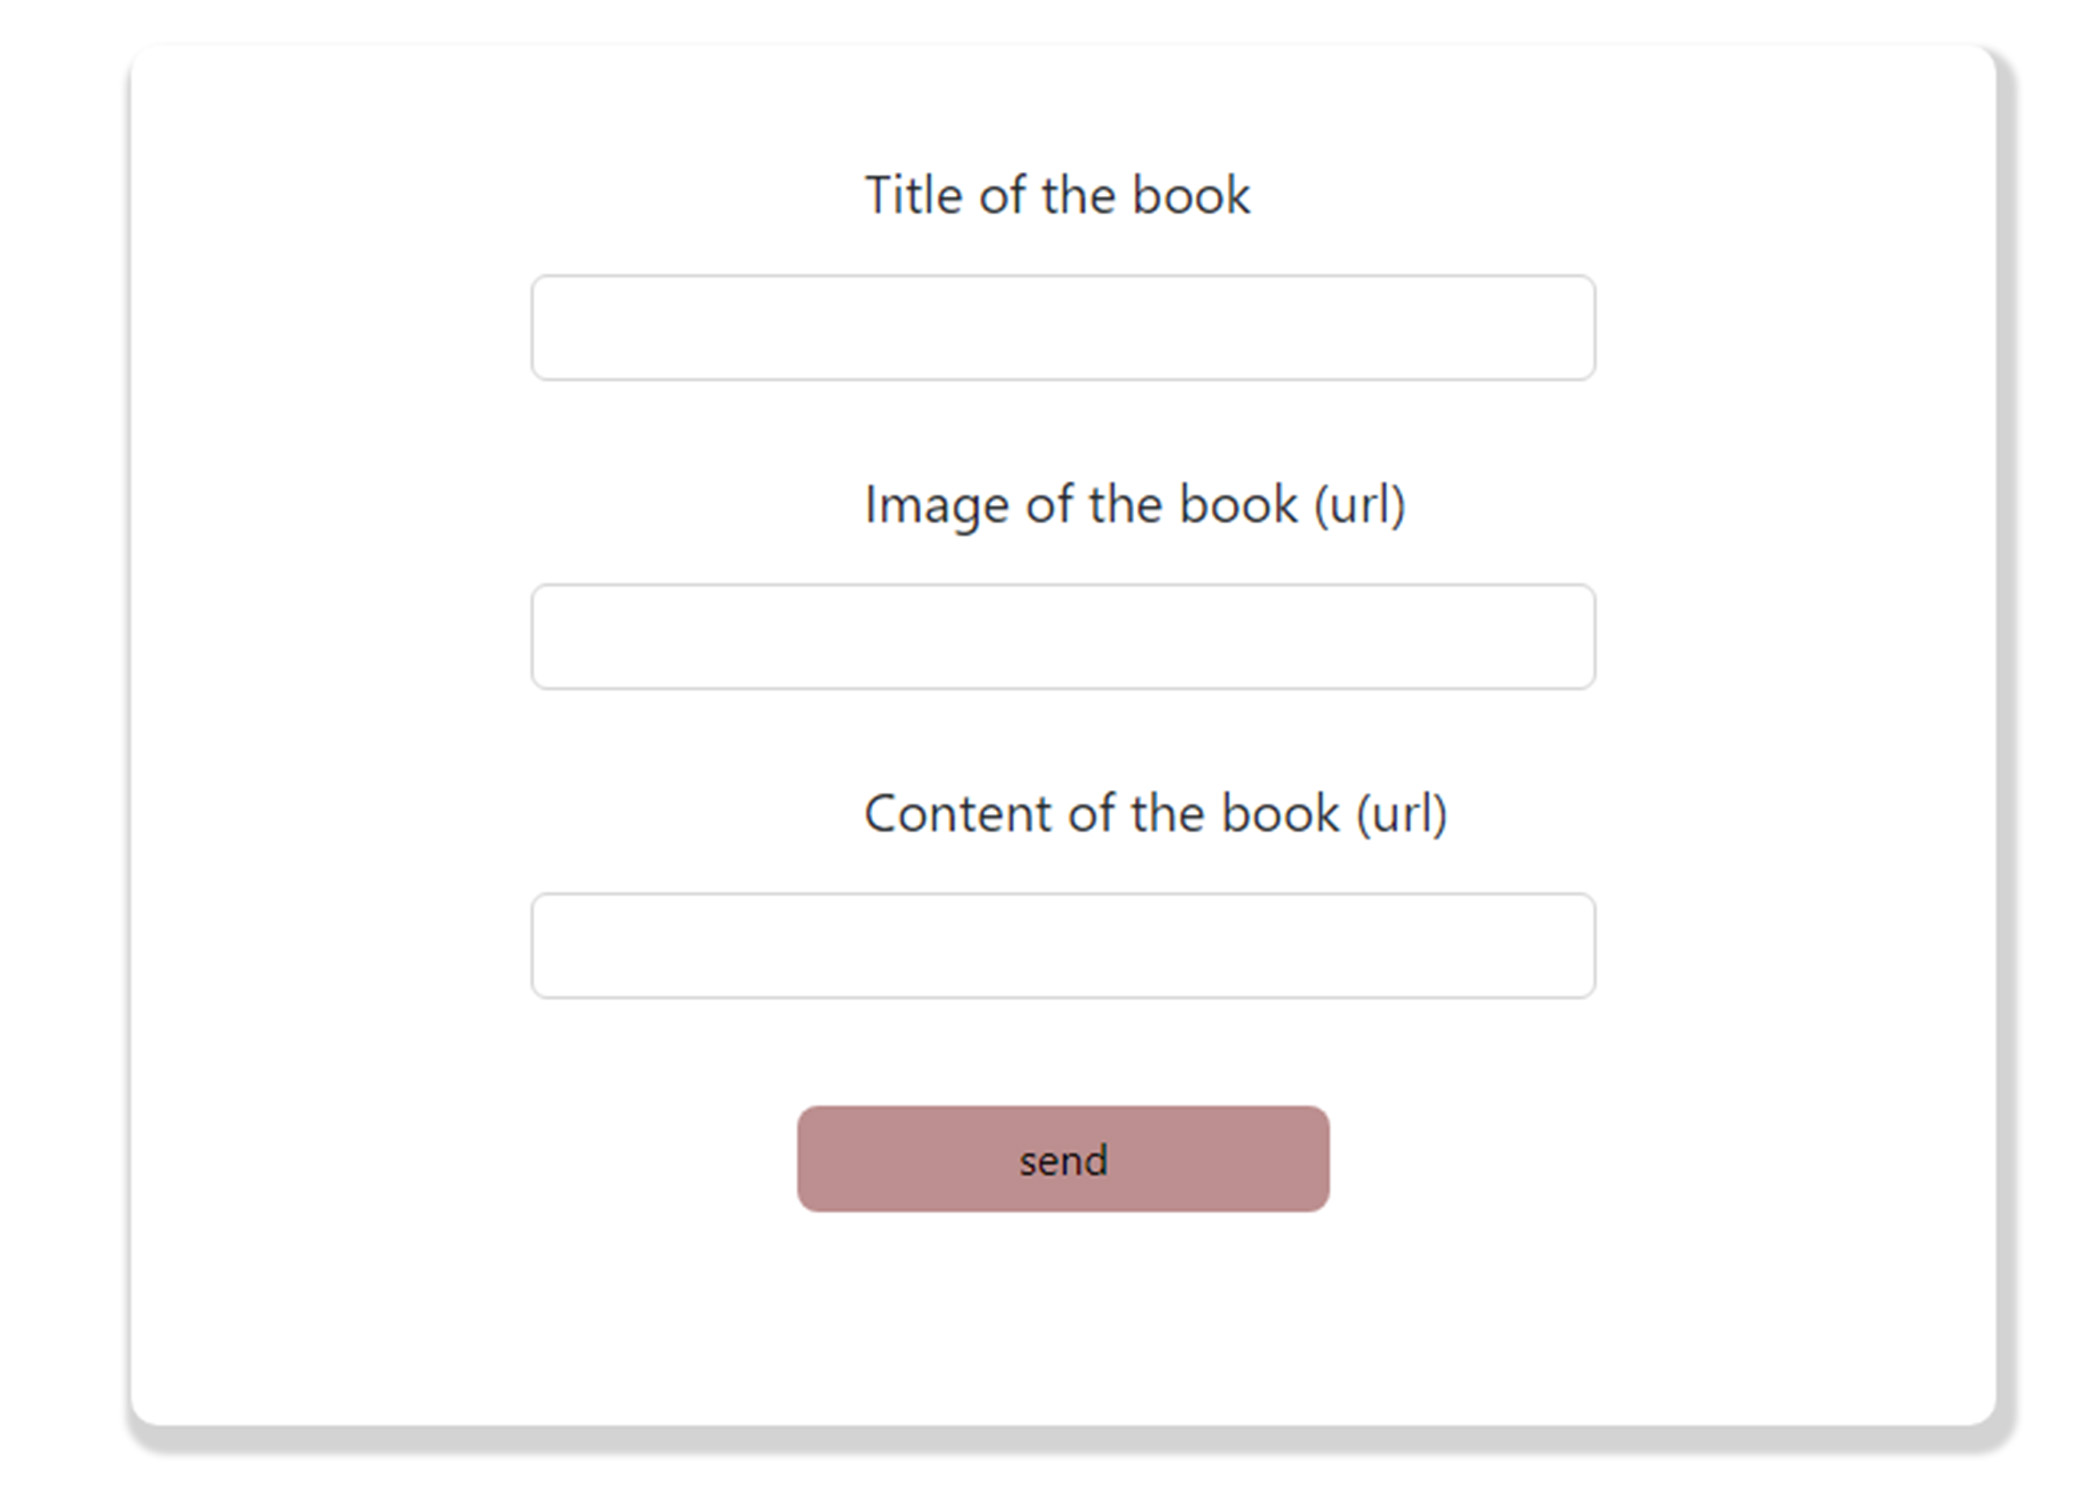 Title of the book
Image of the book (url)
Content of the book (url)
send